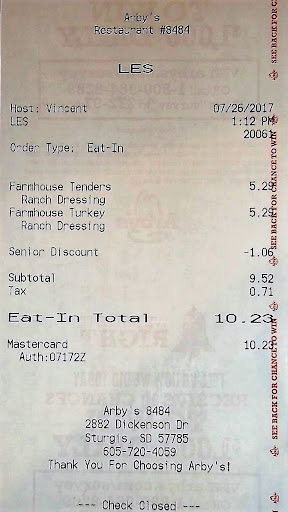 Arby's
Restaurant #8484
LES
Host: Vincent 07/26/2017
LES 1:12 PM
20061
Order Type: Eat-In
Farmhouse Tenders 5.29
Ranch Dressing
Farmhouse Turkey 5.29
Ranch Dressing
Senior Discount -1.06
Subtotal 9.52
Tax 0.71
Eat-In Total 10.23
Mastercard 10.23
Auth:07172Z
Arby's 8484
2882 Dickenson Dr
Sturgis, SD 57785
605-720-4059
Thank You For Choosing Arby's!
--- Check Closed ---
SEE BACK FOR CHANCE TO WIN
SEE BACK FOR CHANCE TO WIN
SEE BACK FOR CHANCE TO WIN
SEE BACK FOR C